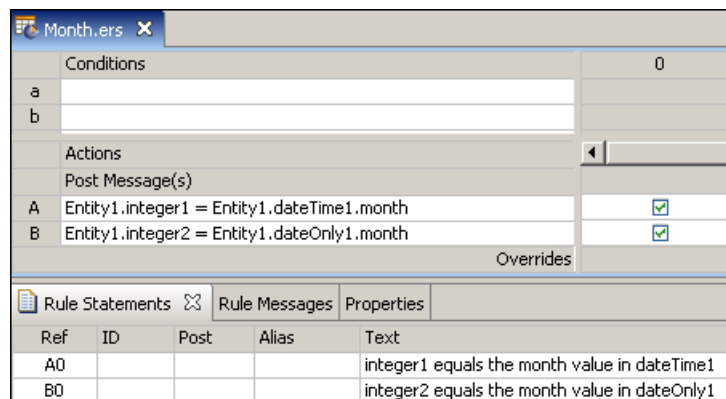 Month.ers
Conditions 0
a
b
Actions
Post Message(s)
A Entity1.integer1 = Entity1.dateTime1.month
B Entity1.integer2 = Entity1.dateOnly1.month
Overrides
Rule Statements Rule Messages Properties
Ref ID Post Alias Text
A0 integer1 equals the month value in dateTime1
B0 integer2 equals the month value in dateOnly1